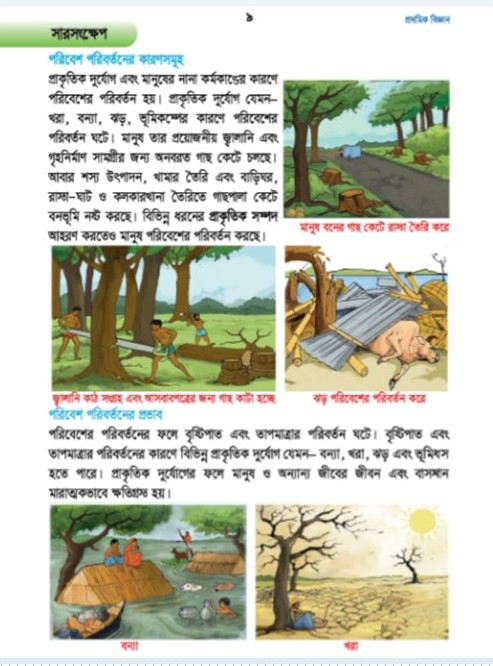 ৯
প্রাথমিক বিজ্ঞান
সারসংক্ষেপ
পরিবেশ পরিবর্তনের কারণসমূহ
প্রাকৃতিক দুর্যোগ এবং মানুষের নানা কর্মকাণ্ডের কারণে
পরিবেশের পরিবর্তন হয়। প্রাকৃতিক দুর্যোগ যেমন–
খরা, বন্যা, ঝড়, ভূমিকম্পের কারণে পরিবেশের
পরিবর্তন ঘটে। মানুষ তার প্রয়োজনীয় জ্বালানি এবং
গৃহনির্মাণ সামগ্রীর জন্য অনবরত গাছ কেটে চলছে।
আবার শস্য উৎপাদন, খামার তৈরি এবং বাড়িঘর,
রাস্তা-ঘাট ও কলকারখানা তৈরিতে গাছপালা কেটে
বনভূমি নষ্ট করছে। বিভিন্ন ধরনের প্রাকৃতিক সম্পদ
আহরণ করতেও মানুষ পরিবেশের পরিবর্তন করছে।
মানুষ বনের গাছ কেটে রাস্তা তৈরি করে
জ্বালানি কাঠ সংগ্রহ এবং আসবাবপত্রের জন্য গাছ কাটা হচ্ছে
ঝড় পরিবেশের পরিবর্তন করে
পরিবেশ পরিবর্তনের প্রভাব
পরিবেশের পরিবর্তনের ফলে বৃষ্টিপাত এবং তাপমাত্রার পরিবর্তন ঘটে। বৃষ্টিপাত এবং
তাপমাত্রার পরিবর্তনের কারণে বিভিন্ন প্রাকৃতিক দুর্যোগ যেমন– বন্যা, খরা, ঝড় এবং ভূমিধস
হতে পারে। প্রাকৃতিক দুর্যোগের ফলে মানুষ ও অন্যান্য জীবের জীবন এবং বাসস্থান
মারাত্মকভাবে ক্ষতিগ্রস্ত হয়।
বন্যা
খরা